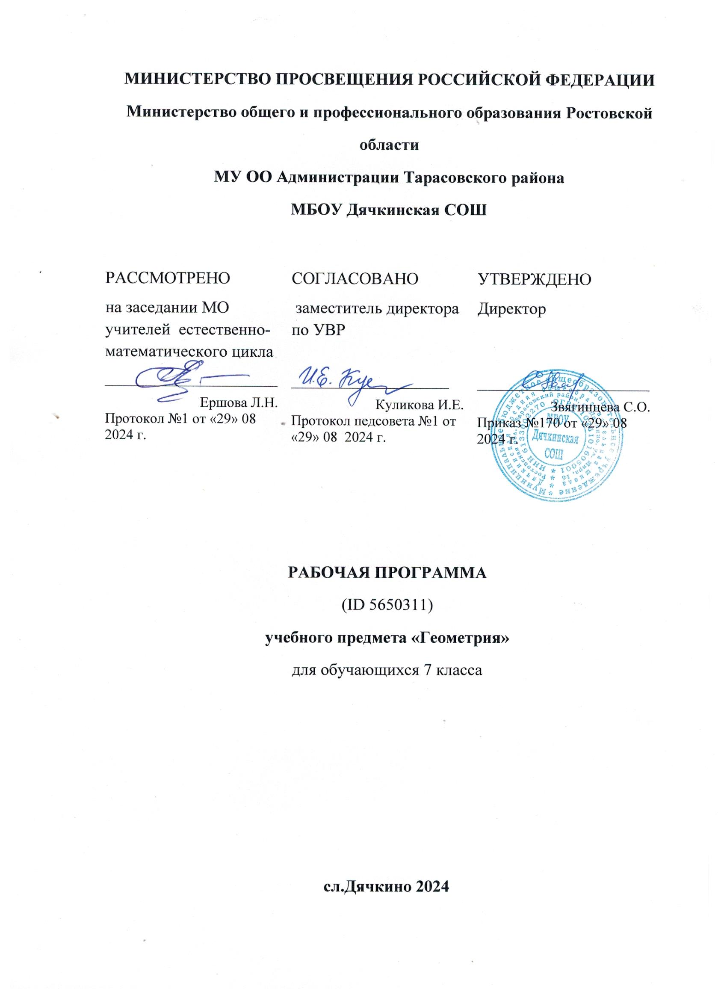 МИНИСТЕРСТВО ПРОСВЕЩЕНИЯ РОССИЙСКОЙ ФЕДЕРАЦИИ
Министерство общего и профессионального образования Ростовской
области
МУ ОО Администрации Тарасовского района
МБОУ Дячкинская СОШ
РАССМОТРЕНО
на заседании МО
учителей естественно-
математического цикла
Ершова Л.Н.
Протокол №1 от «29» 08
2024 г.
СОГЛАСОВАНО
заместитель директора
по УВР
И.Е. Кул
Куликова И.Е.
Протокол педсовета №1 от
«29» 08 2024 г.
УТВЕРЖДЕНО
Директор
Звягинцева С.О.
Приказ №170 от «29» 08
2024 г.
МБОУ
Дячкинская
СОШ
РАБОЧАЯ ПРОГРАММА
(ID 5650311)
учебного предмета «Геометрия»
для обучающихся 7 класса
сл.Дячкино 2024